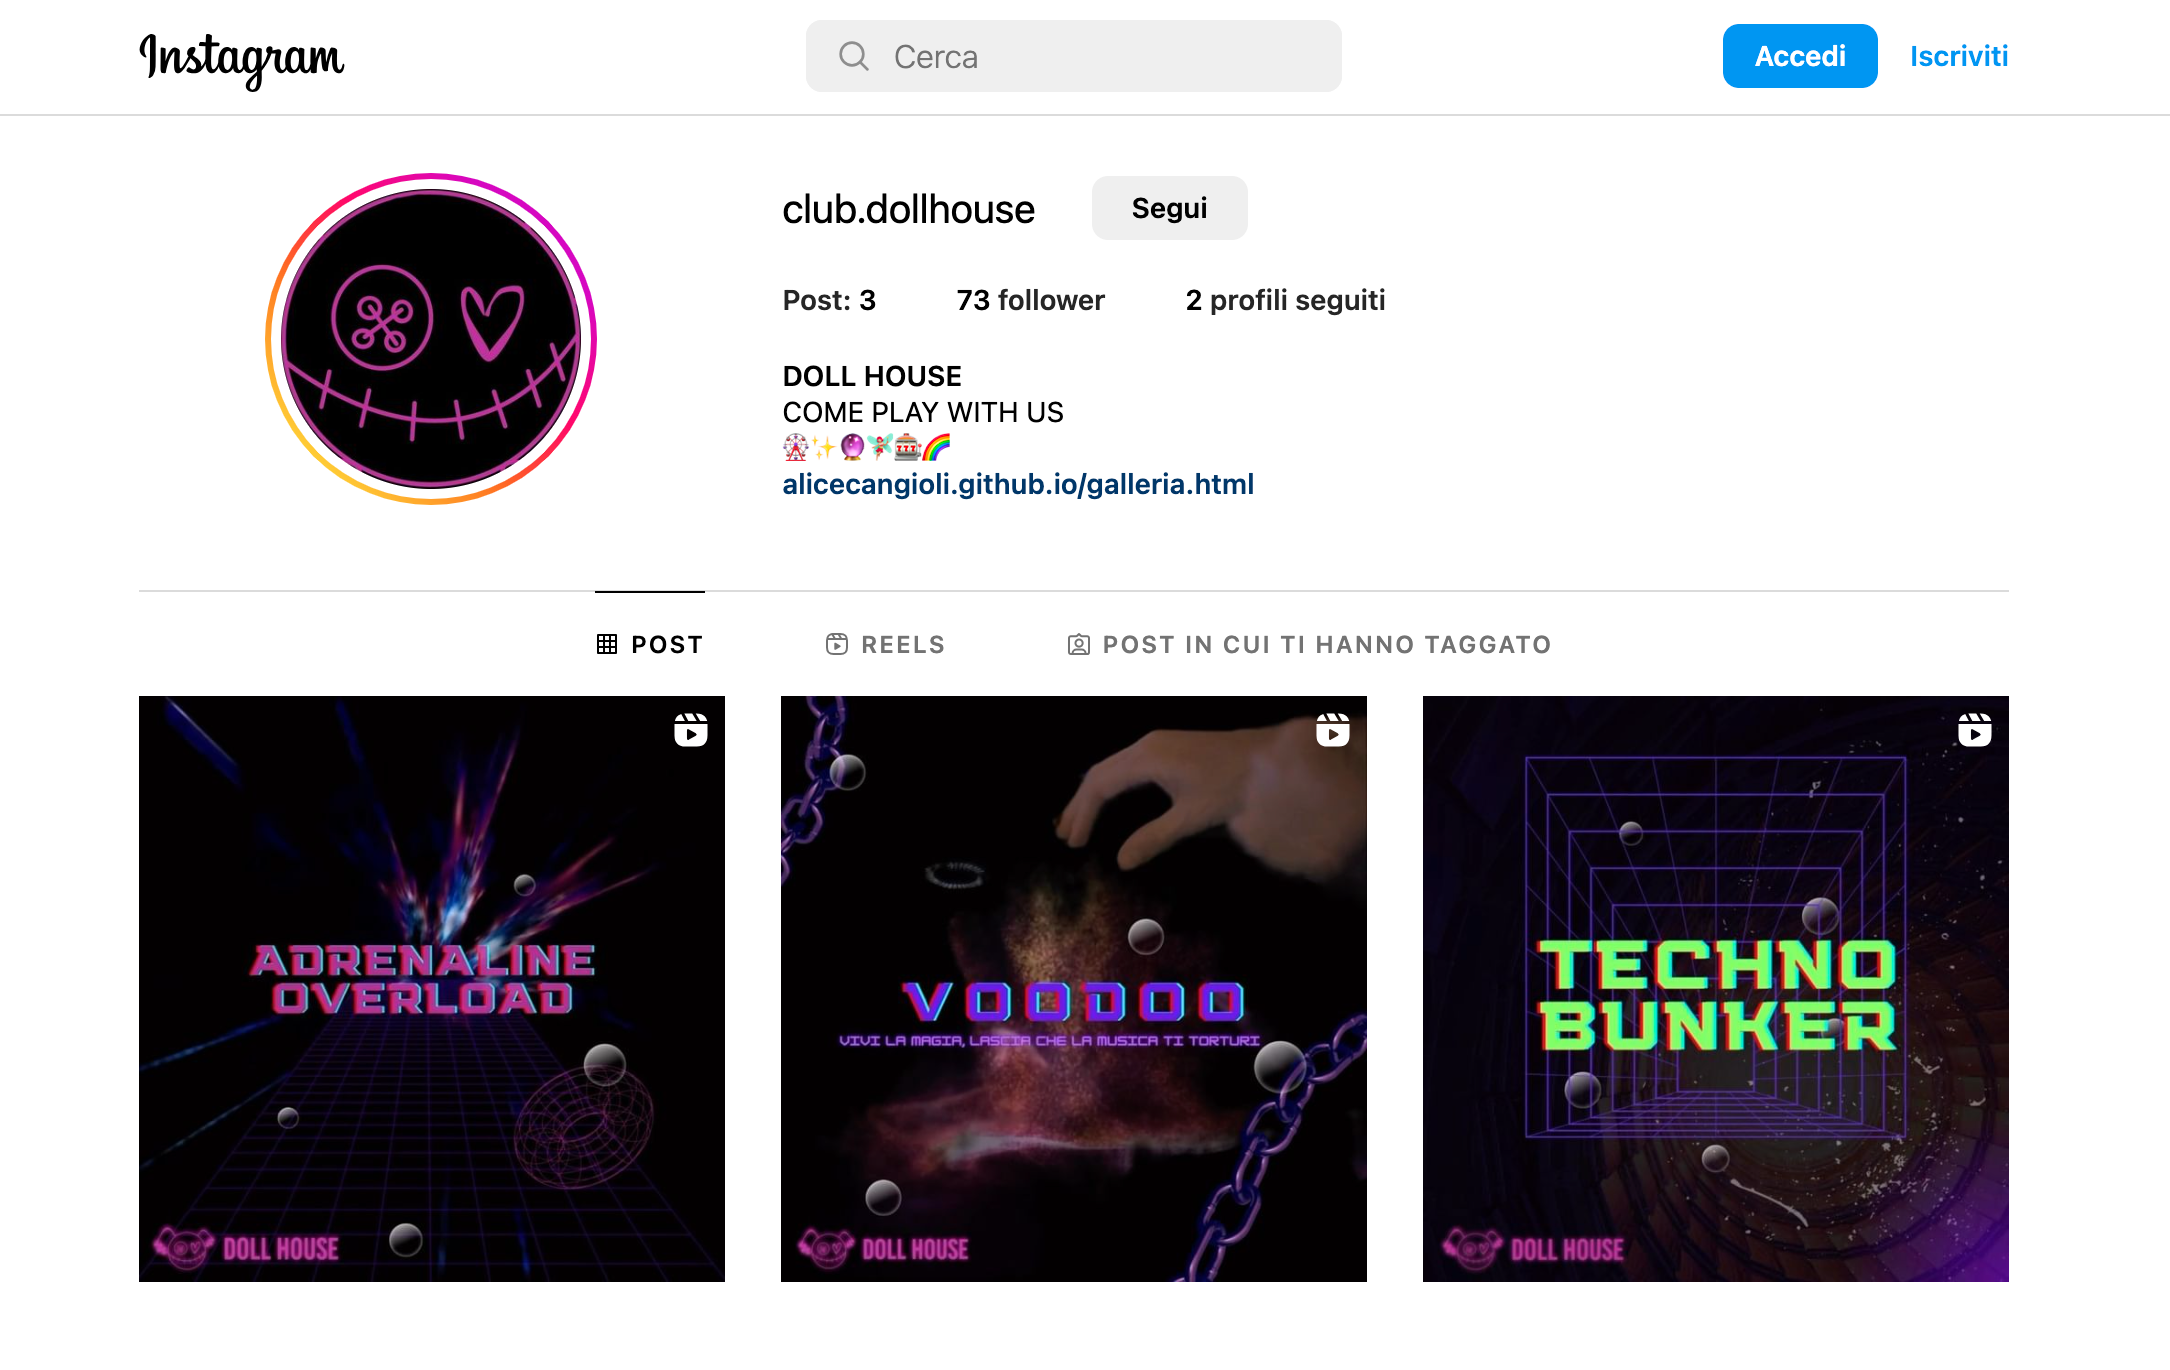 Instagram
Cerca
Accedi
Iscriviti
club.dollhouse
Segui
Post: 3
73 follower
2 profili seguiti
DOLL HOUSE
COME PLAY WITH US
🎡✨🔮🧚🎰🌈
alicecangioli.github.io/galleria.html
POST
REELS
POST IN CUI TI HANNO TAGGATO
ADRENALINE
OVERLOAD
DOLL HOUSE
VOODOO
VIVI LA MAGIA, LASCIA CHE LA MUSICA TI TORTURI
DOLL HOUSE
TECHNO
BUNKER
DOLL HOUSE